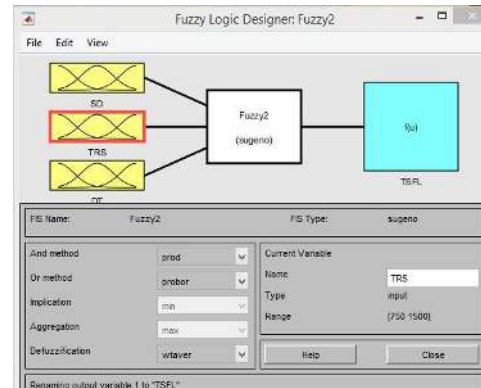 Fuzzy Logic Designer: Fuzzy2
File Edit View
SD
TRS
DT
Fuzzy2
(sugeno)
f(u)
TSFL
FIS Name: Fuzzy2 FIS Type: sugeno
And method prod
Or method probor
Implication min
Aggregation max
Defuzzification wtaver
Current Variable
Name TRS
Type input
Range [750 1500]
Help Close
Renaming output variable 1 to "TSFL"